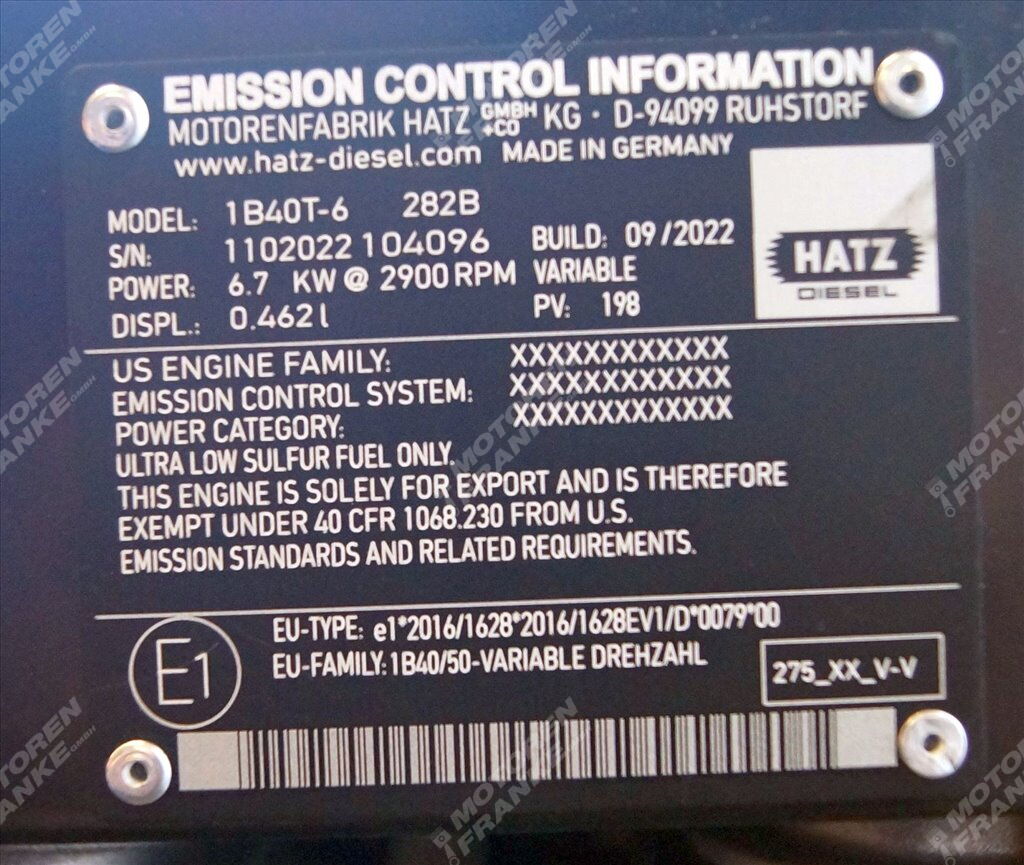 EMISSION CONTROL INFORMATION
MOTORENFABRIK HATZ GMBH +CO KG · D-94099 RUHSTORF
www.hatz-diesel.com MADE IN GERMANY
MODEL: 1B40T-6 282B
S/N: 1102022104096 BUILD: 09/2022
POWER: 6.7 KW @ 2900 RPM VARIABLE
DISPL.: 0.462 l PV: 198
HATZ
DIESEL
US ENGINE FAMILY: XXXXXXXXXXXX
EMISSION CONTROL SYSTEM: XXXXXXXXXXXX
POWER CATEGORY: XXXXXXXXXXXX
ULTRA LOW SULFUR FUEL ONLY.
THIS ENGINE IS SOLELY FOR EXPORT AND IS THEREFORE
EXEMPT UNDER 40 CFR 1068.230 FROM U.S.
EMISSION STANDARDS AND RELATED REQUIREMENTS.
E1
EU-TYPE: e1*2016/1628*2016/1628EV1/D*0079*00
EU-FAMILY: 1B40/50-VARIABLE DREHZAHL
275_XX_V-V
MOTOREN
FRANKE GMBH